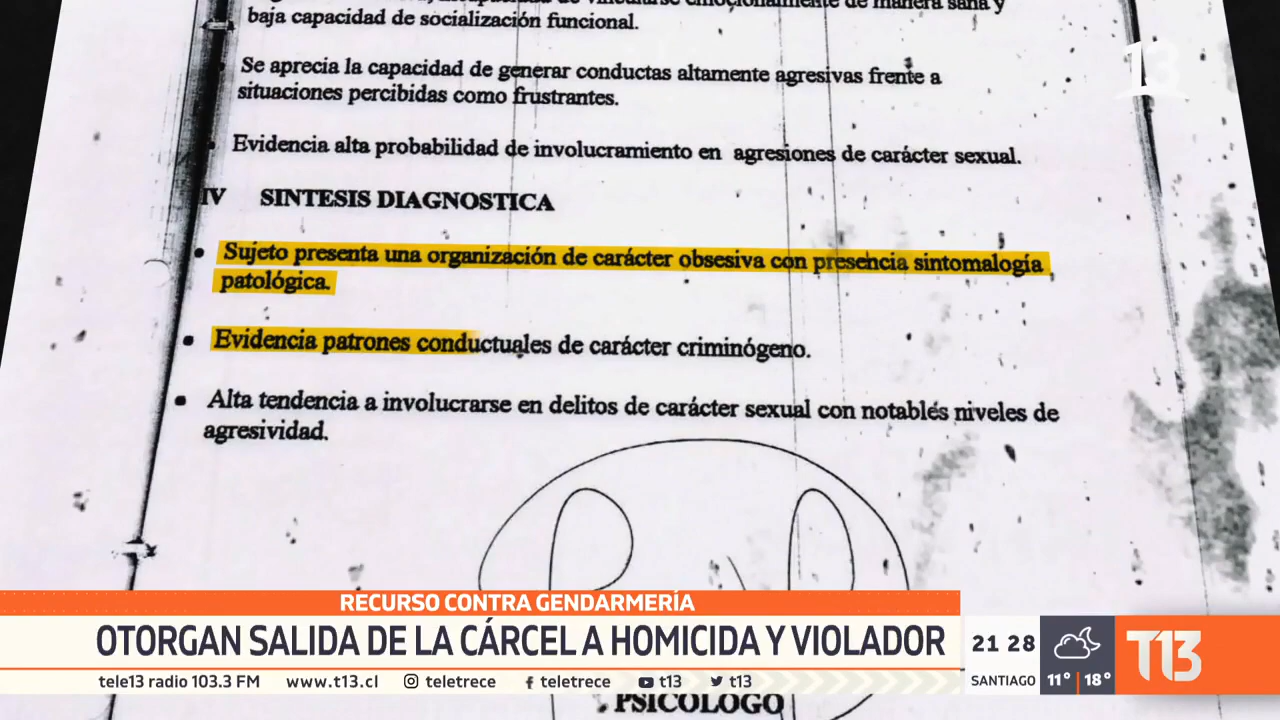 baja capacidad de socialización funcional.
Se aprecia la capacidad de generar conductas altamente agresivas frente a
situaciones percibidas como frustrantes.
Evidencia alta probabilidad de involucramiento en agresiones de carácter sexual.
IV SINTESIS DIAGNOSTICA
Sujeto presenta una organización de carácter obsesiva con presencia sintomalogía
patológica.
Evidencia patrones conductuales de carácter criminógeno.
Alta tendencia a involucrarse en delitos de carácter sexual con notables niveles de
agresividad.
13
RECURSO CONTRA GENDARMERÍA
OTORGAN SALIDA DE LA CÁRCEL A HOMICIDA Y VIOLADOR
tele13 radio 103.3 FM www.t13.cl teletrece teletrece t13 t13
21 28
SANTIAGO
11° 18°
T13
PSICOLOGO